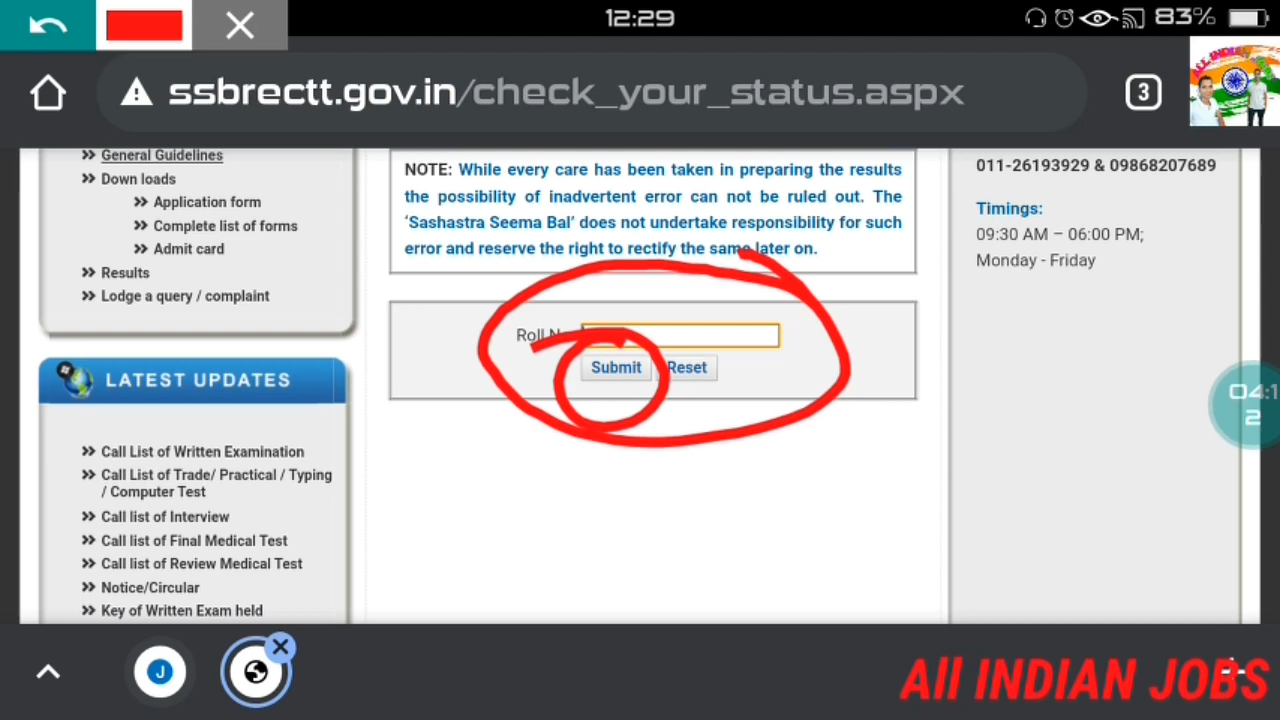 12:29
83%
ssbrectt.gov.in/check_your_status.aspx
3
General Guidelines
Down loads
Application form
Complete list of forms
Admit card
Results
Lodge a query / complaint
LATEST UPDATES
Call List of Written Examination
Call List of Trade/ Practical / Typing
/ Computer Test
Call list of Interview
Call list of Final Medical Test
Call list of Review Medical Test
Notice/Circular
Key of Written Exam held
NOTE: While every care has been taken in preparing the results
the possibility of inadvertent error can not be ruled out. The
‘Sashastra Seema Bal’ does not undertake responsibility for such
error and reserve the right to rectify the same later on.
Roll N
Submit Reset
011-26193929 & 09868207689
Timings:
09:30 AM – 06:00 PM;
Monday - Friday
04:1
2
J
All INDIAN JOBS